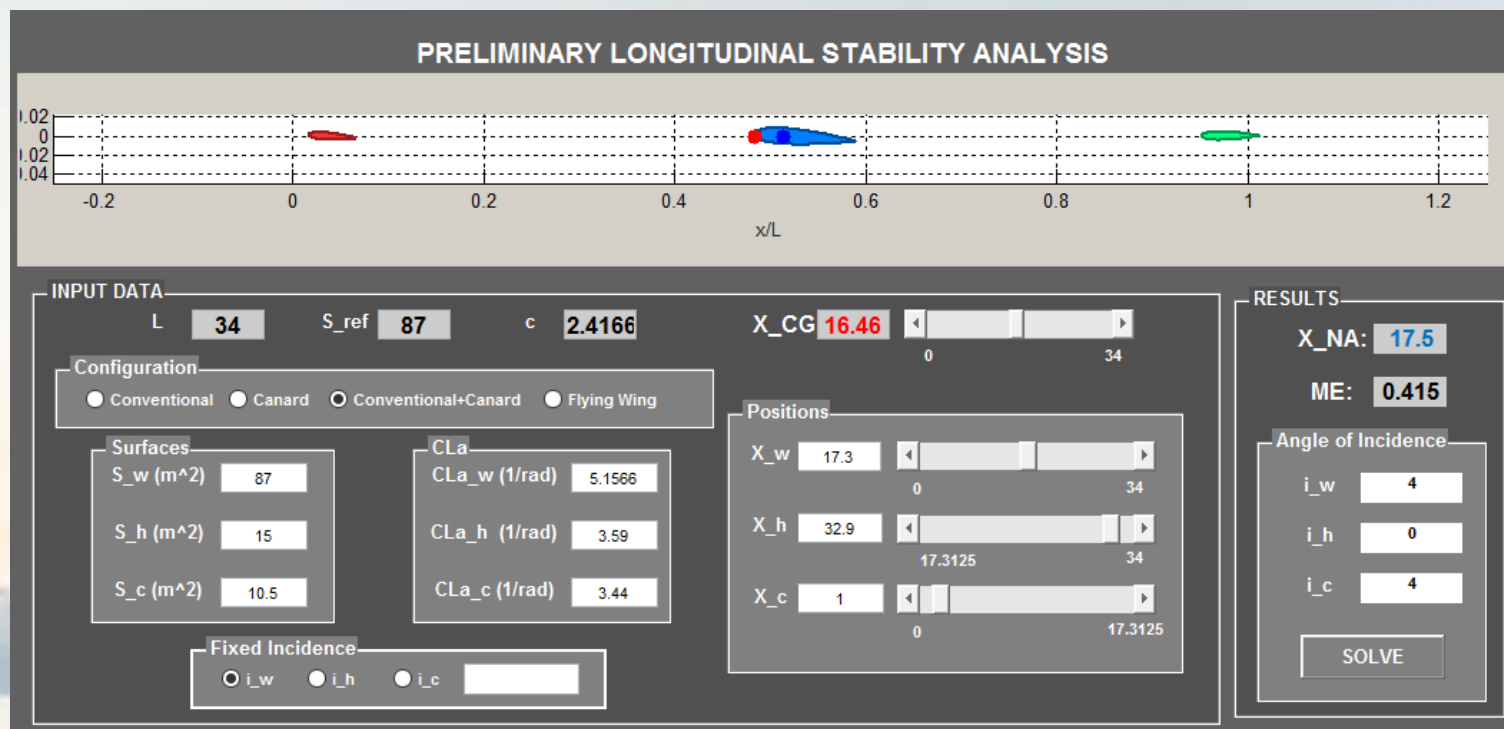 PRELIMINARY LONGITUDINAL STABILITY ANALYSIS
0.02
0
0.02
0.04
-0.2 0 0.2 0.4 0.6 0.8 1 1.2
x/L
INPUT DATA
L 34 S_ref 87 c 2.4166 X_CG 16.46
0 34
Configuration
Conventional Canard Conventional+Canard Flying Wing
Surfaces
S_w (m^2) 87
S_h (m^2) 15
S_c (m^2) 10.5
CLa
CLa_w (1/rad) 5.1566
CLa_h (1/rad) 3.59
CLa_c (1/rad) 3.44
Fixed Incidence
i_w i_h i_c
Positions
X_w 17.3
0 34
X_h 32.9
17.3125 34
X_c 1
0 17.3125
RESULTS
X_NA: 17.5
ME: 0.415
Angle of Incidence
i_w 4
i_h 0
i_c 4
SOLVE